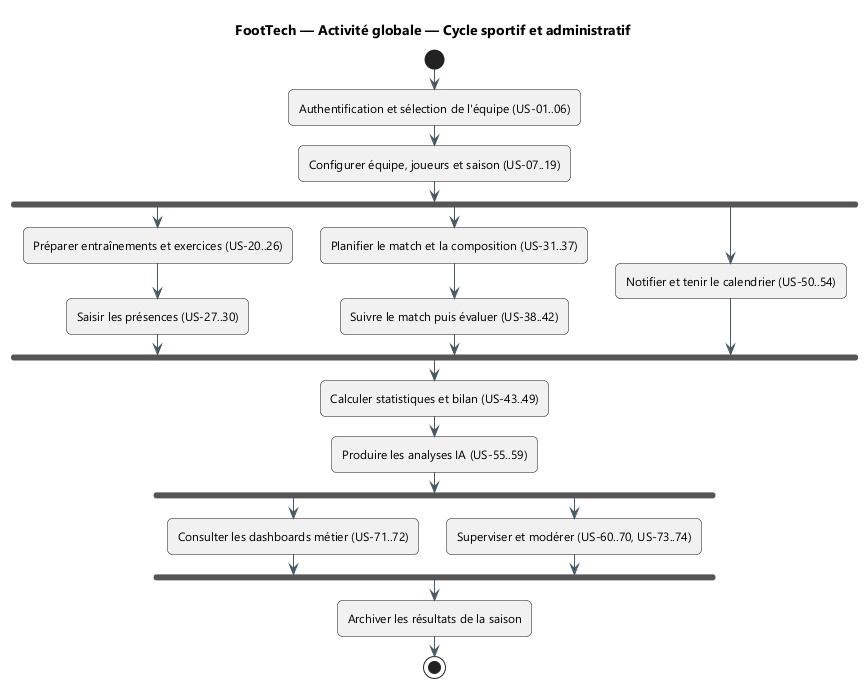 FootTech — Activité globale — Cycle sportif et administratif
Authentification et sélection de l'équipe (US-01..06)
Configurer équipe, joueurs et saison (US-07..19)
Préparer entraînements et exercices (US-20..26)
Planifier le match et la composition (US-31..37)
Notifier et tenir le calendrier (US-50..54)
Saisir les présences (US-27..30)
Suivre le match puis évaluer (US-38..42)
Calculer statistiques et bilan (US-43..49)
Produire les analyses IA (US-55..59)
Consulter les dashboards métier (US-71..72)
Superviser et modérer (US-60..70, US-73..74)
Archiver les résultats de la saison